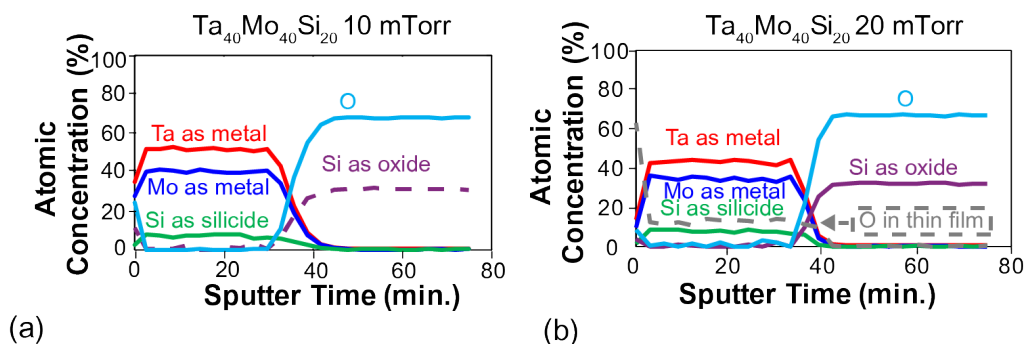 Ta40Mo40Si20 10 mTorr
Atomic
Concentration (%)
100
80
60
40
20
0
O
Ta as metal
Si as oxide
Mo as metal
Si as silicide
0 20 40 60 80
Sputter Time (min.)
(a)
Ta40Mo40Si20 20 mTorr
Atomic
Concentration (%)
100
80
60
40
20
0
O
Ta as metal
Si as oxide
Mo as metal
Si as silicide
O in thin film
0 20 40 60 80
Sputter Time (min.)
(b)